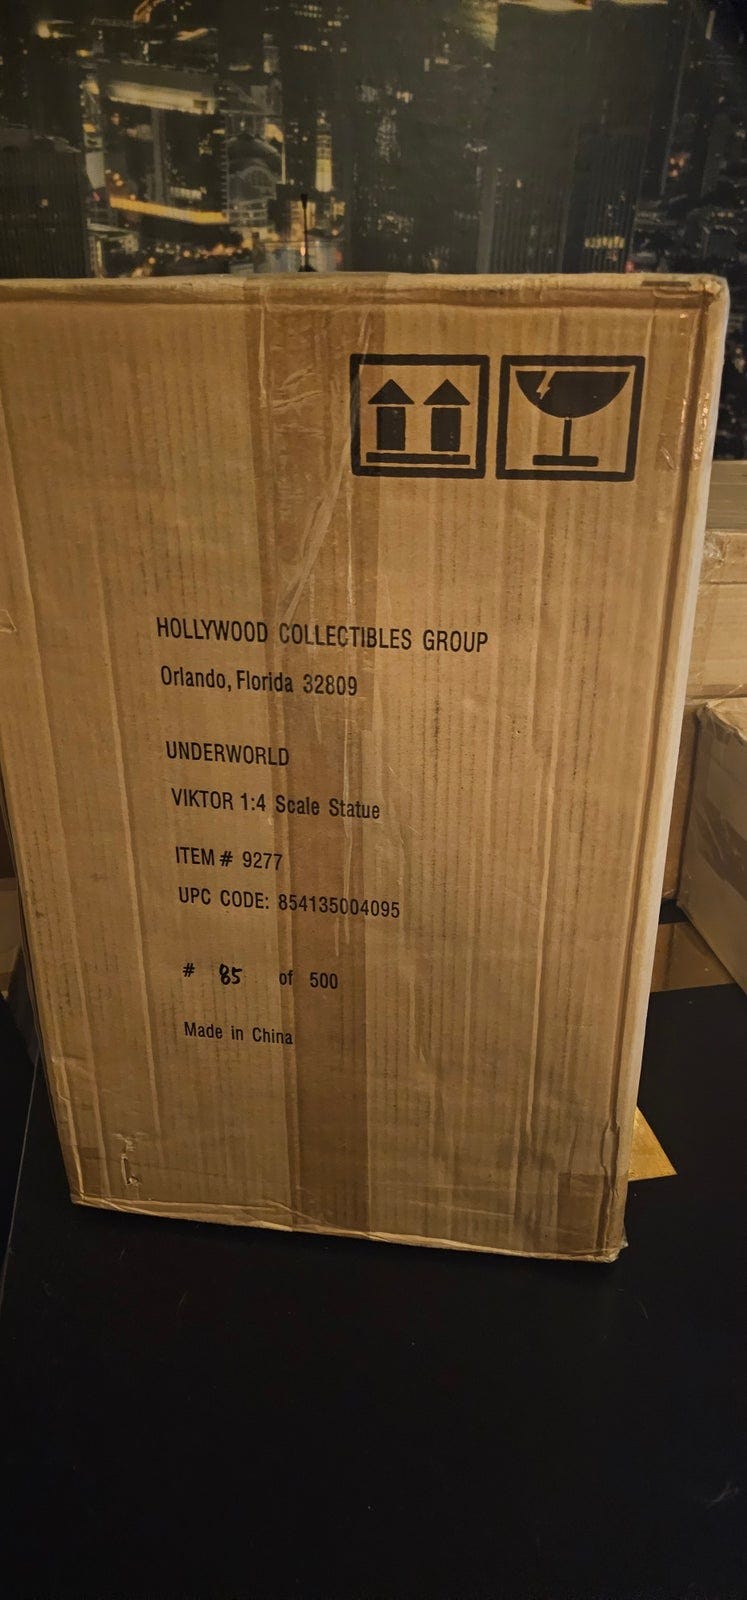 HOLLYWOOD COLLECTIBLES GROUP
Orlando, Florida 32809
UNDERWORLD
VIKTOR 1:4 Scale Statue
ITEM # 9277
UPC CODE: 854135004095
# 85 of 500
Made in China